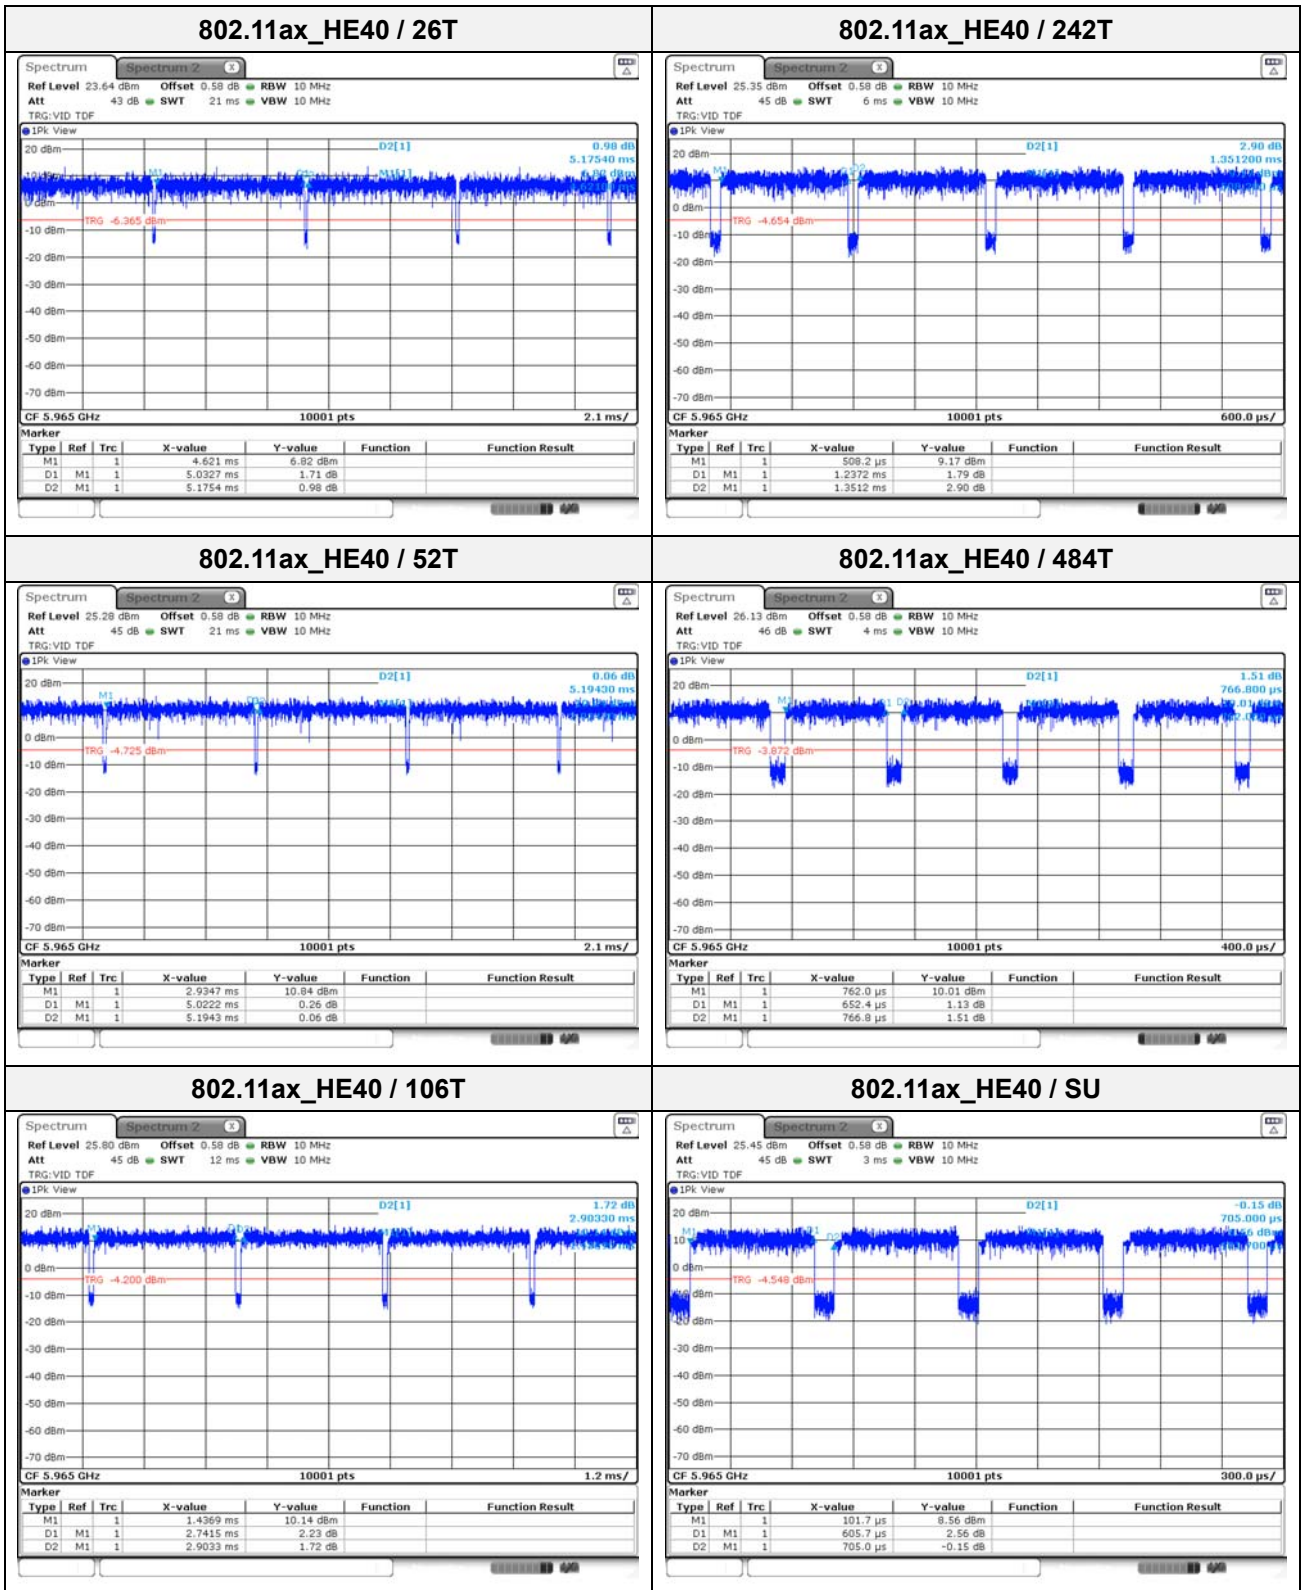 802.11ax_HE40 / 26T
Spectrum Spectrum 2 X
Ref Level 23.64 dBm Offset 0.58 dB RBW 10 MHz
Att 43 dB SWT 21 ms VBW 10 MHz
TRG:VID TDF
1Pk View
D2[1] 0.98 dB
5.17540 ms
20 dBm
M1
0 dBm
TRG -6.365 dBm
-10 dBm
-20 dBm
-30 dBm
-40 dBm
-50 dBm
-60 dBm
-70 dBm
CF 5.965 GHz 10001 pts 2.1 ms/
Marker
Type Ref Trc X-value Y-value Function Function Result
M1 1 4.621 ms 6.82 dBm
D1 M1 1 5.0327 ms 1.71 dB
D2 M1 1 5.1754 ms 0.98 dB
802.11ax_HE40 / 242T
Spectrum Spectrum 2 X
Ref Level 25.35 dBm Offset 0.58 dB RBW 10 MHz
Att 45 dB SWT 6 ms VBW 10 MHz
TRG:VID TDF
1Pk View
D2[1] 2.90 dB
1.351200 ms
20 dBm
0 dBm
TRG -4.654 dBm
-10 dBm
-20 dBm
-30 dBm
-40 dBm
-50 dBm
-60 dBm
-70 dBm
CF 5.965 GHz 10001 pts 600.0 µs/
Marker
Type Ref Trc X-value Y-value Function Function Result
M1 1 508.2 µs 9.17 dBm
D1 M1 1 1.2372 ms 1.79 dB
D2 M1 1 1.3512 ms 2.90 dB
802.11ax_HE40 / 52T
Spectrum Spectrum 2 X
Ref Level 25.28 dBm Offset 0.58 dB RBW 10 MHz
Att 45 dB SWT 21 ms VBW 10 MHz
TRG:VID TDF
1Pk View
D2[1] 0.06 dB
5.19430 ms
20 dBm
M1
0 dBm
TRG -4.725 dBm
-10 dBm
-20 dBm
-30 dBm
-40 dBm
-50 dBm
-60 dBm
-70 dBm
CF 5.965 GHz 10001 pts 2.1 ms/
Marker
Type Ref Trc X-value Y-value Function Function Result
M1 1 2.9347 ms 10.84 dBm
D1 M1 1 5.0222 ms 0.26 dB
D2 M1 1 5.1943 ms 0.06 dB
802.11ax_HE40 / 484T
Spectrum Spectrum 2 X
Ref Level 26.13 dBm Offset 0.58 dB RBW 10 MHz
Att 46 dB SWT 4 ms VBW 10 MHz
TRG:VID TDF
1Pk View
D2[1] 1.51 dB
766.800 µs
20 dBm
0 dBm
TRG -3.872 dBm
-10 dBm
-20 dBm
-30 dBm
-40 dBm
-50 dBm
-60 dBm
-70 dBm
CF 5.965 GHz 10001 pts 400.0 µs/
Marker
Type Ref Trc X-value Y-value Function Function Result
M1 1 762.0 µs 10.01 dBm
D1 M1 1 652.4 µs 1.13 dB
D2 M1 1 766.8 µs 1.51 dB
802.11ax_HE40 / 106T
Spectrum Spectrum 2 X
Ref Level 25.80 dBm Offset 0.58 dB RBW 10 MHz
Att 45 dB SWT 12 ms VBW 10 MHz
TRG:VID TDF
1Pk View
D2[1] 1.72 dB
2.90330 ms
20 dBm
0 dBm
TRG -4.200 dBm
-10 dBm
-30 dBm
-40 dBm
-50 dBm
-60 dBm
-70 dBm
CF 5.965 GHz 10001 pts 1.2 ms/
Marker
Type Ref Trc X-value Y-value Function Function Result
M1 1 1.4369 ms 10.14 dBm
D1 M1 1 2.7415 ms 2.23 dB
D2 M1 1 2.9033 ms 1.72 dB
802.11ax_HE40 / SU
Spectrum Spectrum 2 X
Ref Level 25.45 dBm Offset 0.58 dB RBW 10 MHz
Att 45 dB SWT 3 ms VBW 10 MHz
TRG:VID TDF
1Pk View
D2[1] -0.15 dB
705.000 µs
20 dBm
M1
0 dBm
TRG -4.548 dBm
-20 dBm
-30 dBm
-40 dBm
-50 dBm
-60 dBm
-70 dBm
CF 5.965 GHz 10001 pts 300.0 µs/
Marker
Type Ref Trc X-value Y-value Function Function Result
M1 1 101.7 µs 8.56 dBm
D1 M1 1 605.7 µs 2.56 dB
D2 M1 1 705.0 µs -0.15 dB